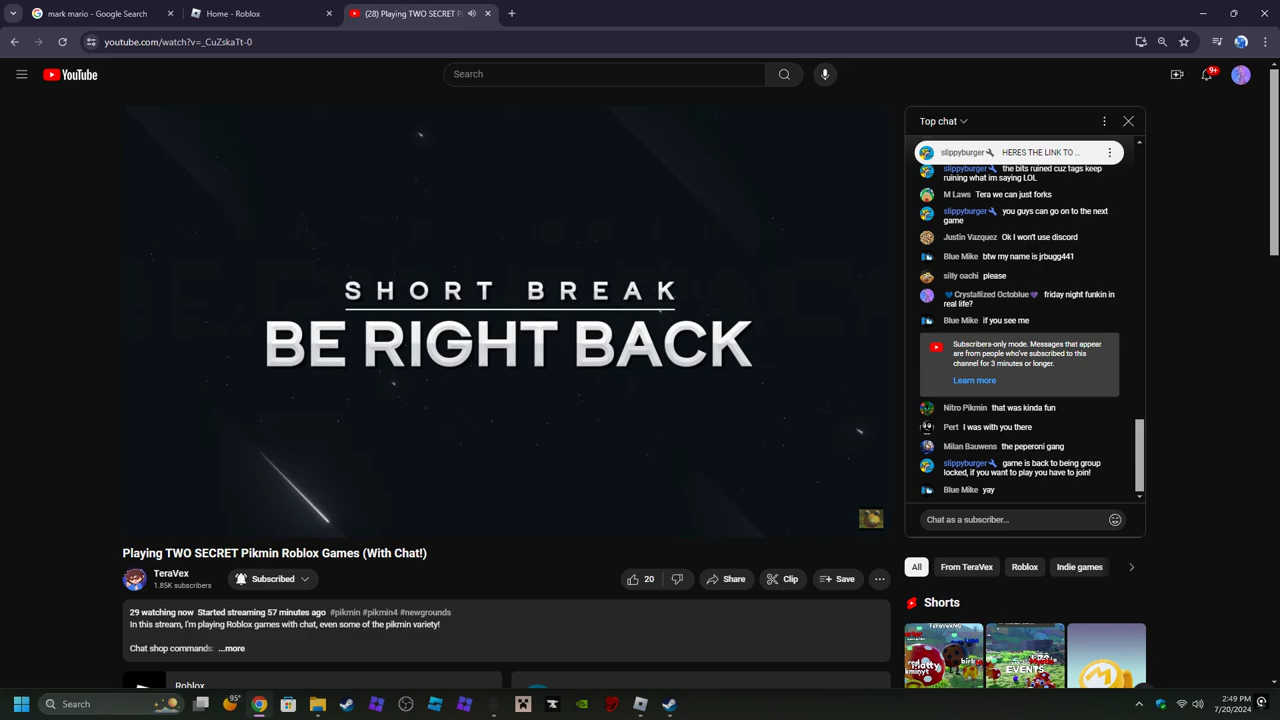 mark mario - Google Search
Home - Roblox
(28) Playing TWO SECRET P
youtube.com/watch?v=_CuZskaTt-0
YouTube
Search
9+
SHORT BREAK
BE RIGHT BACK
Top chat
slippyburger HERES THE LINK TO ...
slippyburger the bits ruined cuz tags keep
ruining what im saying LOL
M Laws Tera we can just forks
slippyburger you guys can go on to the next
game
Justin Vazquez Ok I won't use discord
Blue Mike btw my name is jrbugg441
silly oachi please
💙Crystallized Octoblue💜 friday night funkin in
real life?
Blue Mike if you see me
Subscribers-only mode. Messages that appear
are from people who've subscribed to this
channel for 3 minutes or longer.
Learn more
Nitro Pikmin that was kinda fun
Pert I was with you there
Milan Bauwens the peperoni gang
slippyburger game is back to being group
locked, if you want to play you have to join!
Blue Mike yay
Chat as a subscriber...
Playing TWO SECRET Pikmin Roblox Games (With Chat!)
TeraVex
1.85K subscribers
Subscribed
20
Share
Clip
Save
All
From TeraVex
Roblox
Indie games
29 watching now Started streaming 57 minutes ago #pikmin #pikmin4 #newgrounds
In this stream, I'm playing Roblox games with chat, even some of the pikmin variety!
Chat shop commands: ...more
Shorts
EVENTS
Roblox
Search
95°
2:49 PM
7/20/2024